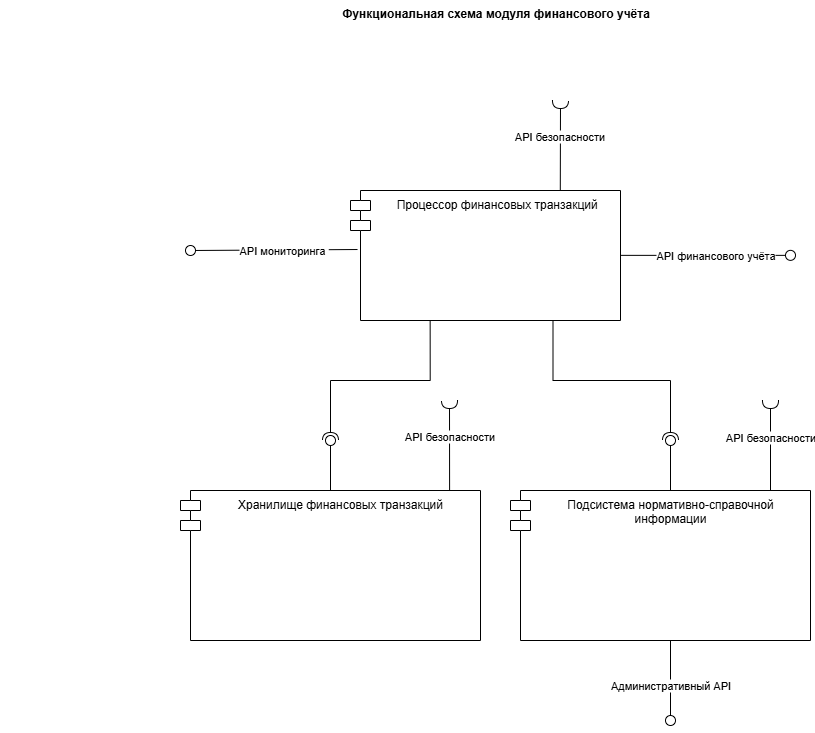 Функциональная схема модуля финансового учёта
API безопасности
Процессор финансовых транзакций
API мониторинга
API финансового учёта
API безопасности
API безопасности
Хранилище финансовых транзакций
Подсистема нормативно-справочной
информации
Административный API